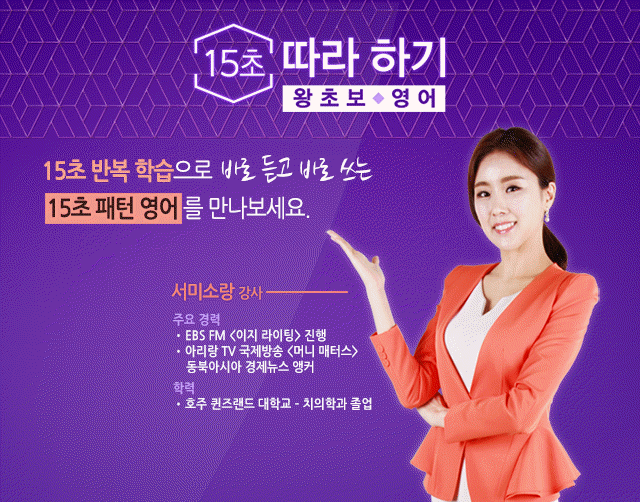 15초 따라 하기
왕초보◆영어
15초 반복 학습으로 바로 듣고 바로 쓰는
15초 패턴 영어를 만나보세요.
서미소랑 강사
주요 경력
• EBS FM <이지 라이팅> 진행
• 아리랑 TV 국제방송 <머니 매터스>
동북아시아 경제뉴스 앵커
학력
• 호주 퀸즈랜드 대학교 - 치의학과 졸업